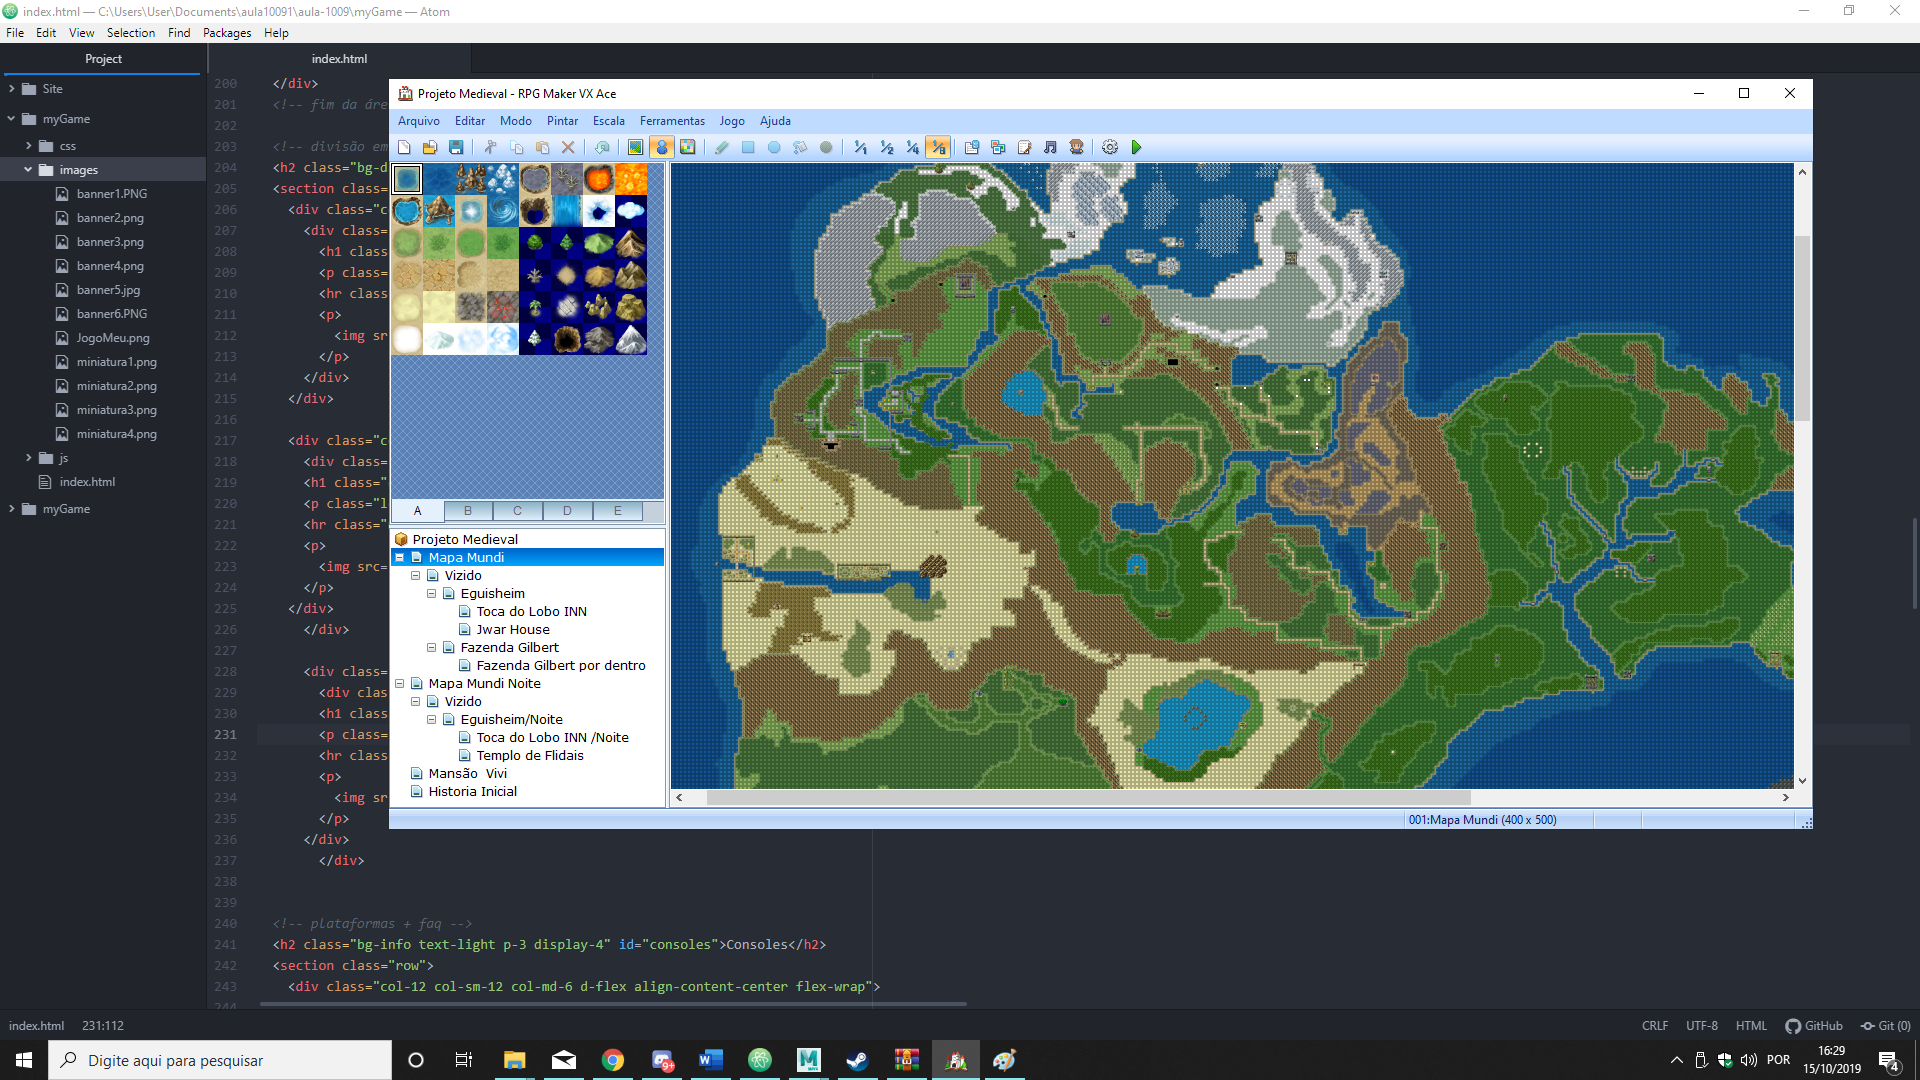 index.html — C:\Users\User\Documents\aula10091\aula-1009\myGame — Atom
File Edit View Selection Find Packages Help
Project
index.html
Site
myGame
css
images
banner1.PNG
banner2.png
banner3.png
banner4.png
banner5.jpg
banner6.PNG
JogoMeu.png
miniatura1.png
miniatura2.png
miniatura3.png
miniatura4.png
js
index.html
myGame
200 </div>
201 <!-- fim da áre
202
203 <!-- divisão em
204 <h2 class="bg-d
205 <section class=
206 <div class="c
207 <div class=
208 <h1 class
209 <p class=
210 <hr class
211 <p>
212 <img sr
213 </p>
214 </div>
215 </div>
216
217 <div class="c
218 <div class=
219 <h1 class="
220 <p class="l
221 <hr class="
222 <p>
223 <img src=
224 </p>
225 </div>
226 </div>
227
228 <div class=
229 <div clas
230 <h1 class
231 <p class=
232 <hr class
233 <p>
234 <img sr
235 </p>
236 </div>
237 </div>
238
239
240 <!-- plataformas + faq -->
241 <h2 class="bg-info text-light p-3 display-4" id="consoles">Consoles</h2>
242 <section class="row">
243 <div class="col-12 col-sm-12 col-md-6 d-flex align-content-center flex-wrap">
244
Projeto Medieval - RPG Maker VX Ace
Arquivo Editar Modo Pintar Escala Ferramentas Jogo Ajuda
1/1 1/2 1/4 1/8
A B C D E
Projeto Medieval
Mapa Mundi
Vizido
Eguisheim
Toca do Lobo INN
Jwar House
Fazenda Gilbert
Fazenda Gilbert por dentro
Mapa Mundi Noite
Vizido
Eguisheim/Noite
Toca do Lobo INN /Noite
Templo de Flidais
Mansão Vivi
Historia Inicial
001:Mapa Mundi (400 x 500)
index.html 231:112
CRLF UTF-8 HTML GitHub Git (0)
Digite aqui para pesquisar
9+
W
M
POR
16:29
15/10/2019
4